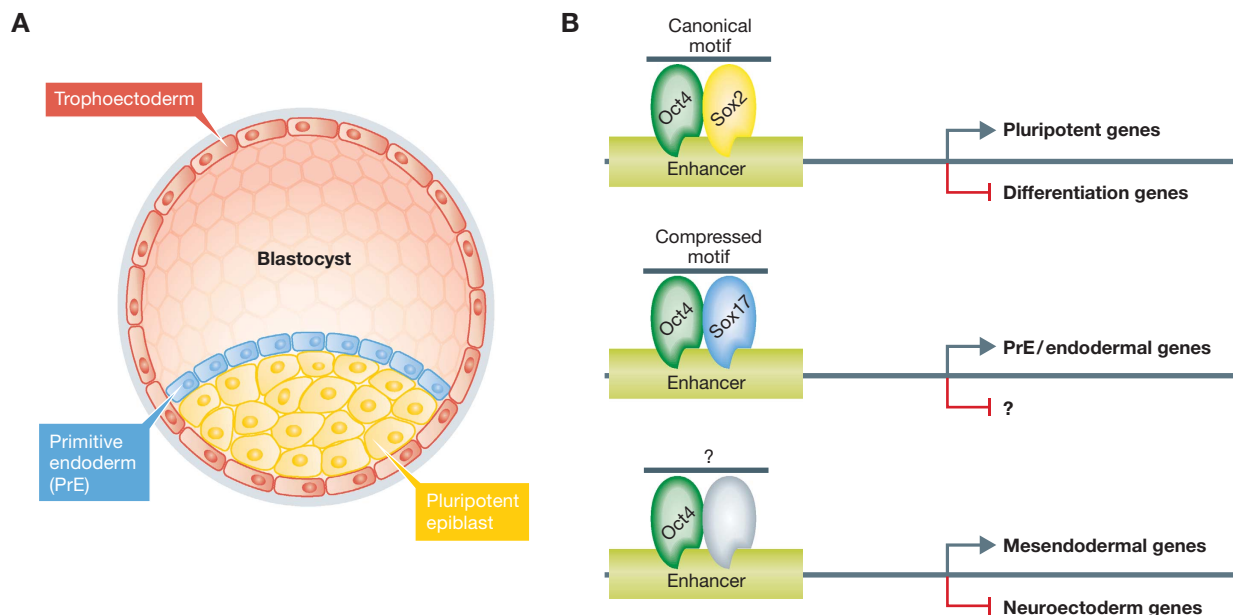 A
Trophoectoderm
Blastocyst
Primitive
endoderm
(PrE)
Pluripotent
epiblast
B
Canonical
motif
Oct4
Sox2
Enhancer
Pluripotent genes
Differentiation genes
Compressed
motif
Oct4
Sox17
Enhancer
PrE/endodermal genes
?
?
Oct4
Enhancer
Mesendodermal genes
Neuroectoderm genes